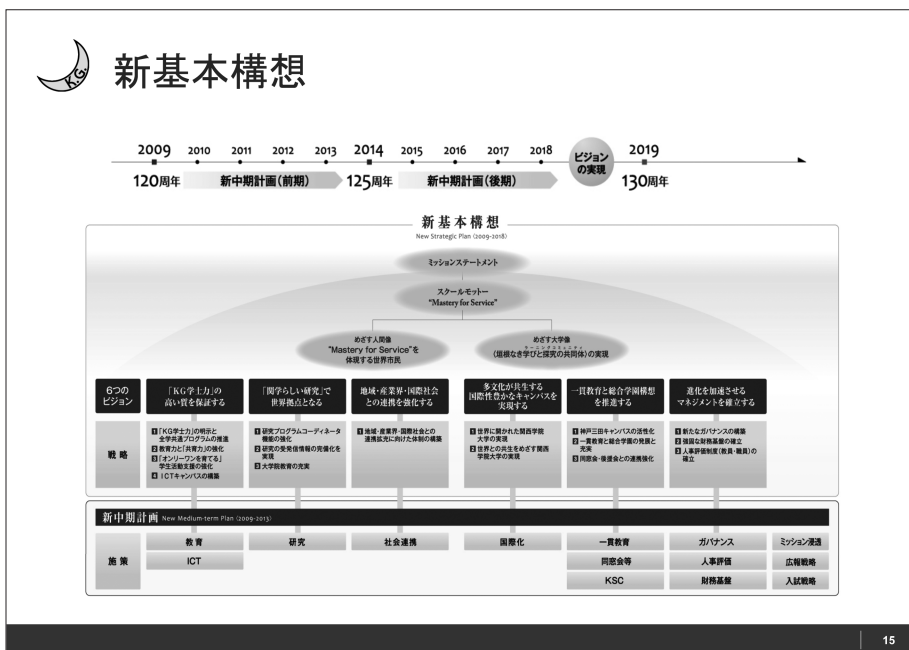 K.G.
新基本構想
2009 2010 2011 2012 2013 2014 2015 2016 2017 2018 ビジョンの実現 2019
120周年 新中期計画(前期) 125周年 新中期計画(後期) 130周年
新基本構想
New Strategic Plan (2009-2018)
ミッションステートメント
スクールモットー
"Mastery for Service"
めざす人間像
"Mastery for Service"を
体現する世界市民
めざす大学像
ラーニングコミュニティ
〈垣根なき学びと探究の共同体〉の実現
6つの
ビジョン
「KG学士力」の
高い質を保証する
「関学らしい研究」で
世界拠点となる
地域・産業界・国際社会
との連携を強化する
多文化が共生する
国際性豊かなキャンパスを
実現する
一貫教育と総合学園構想
を推進する
進化を加速させる
マネジメントを確立する
戦略
1 「KG学士力」の明示と
全学共通プログラムの推進
2 教育力と「共育力」の強化
3 「オンリーワンを育てる」
学生活動支援の強化
4 ICTキャンパスの構築
1 研究プログラムコーディネータ
機能の強化
2 研究の受発信情報の完備化を
実現
3 大学院教育の充実
1 地域・産業界・国際社会との
連携拡充に向けた体制の構築
1 世界に開かれた関西学院
大学の実現
2 世界との共生をめざす関西
学院大学の実現
1 神戸三田キャンパスの活性化
2 一貫教育と総合学園の発展と
充実
3 同窓会・後援会との連携強化
1 新たなガバナンスの構築
2 強固な財務基盤の確立
3 人事評価制度(教員・職員)の
確立
新中期計画 New Medium-term Plan (2009-2013)
施策
教育
ICT
研究
社会連携
国際化
一貫教育
同窓会等
KSC
ガバナンス
人事評価
財務基盤
ミッション浸透
広報戦略
入試戦略
15